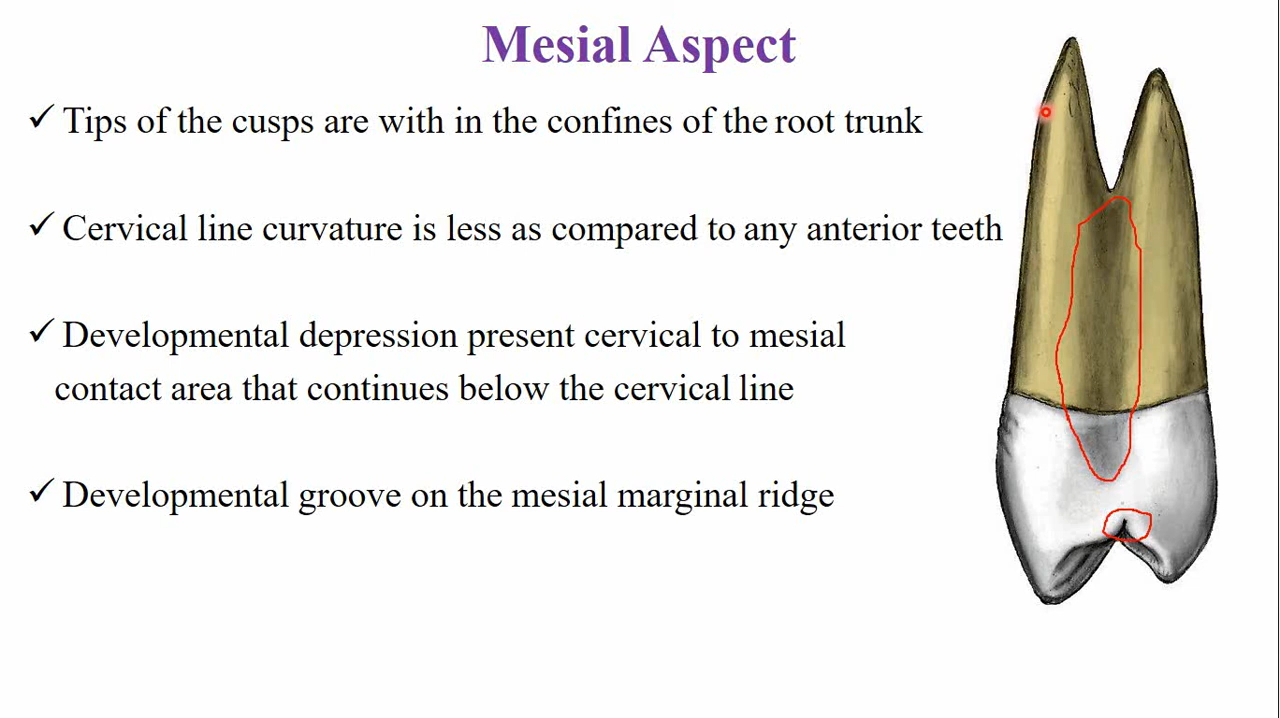 Mesial Aspect
✓ Tips of the cusps are with in the confines of the root trunk
✓ Cervical line curvature is less as compared to any anterior teeth
✓ Developmental depression present cervical to mesial
contact area that continues below the cervical line
✓ Developmental groove on the mesial marginal ridge